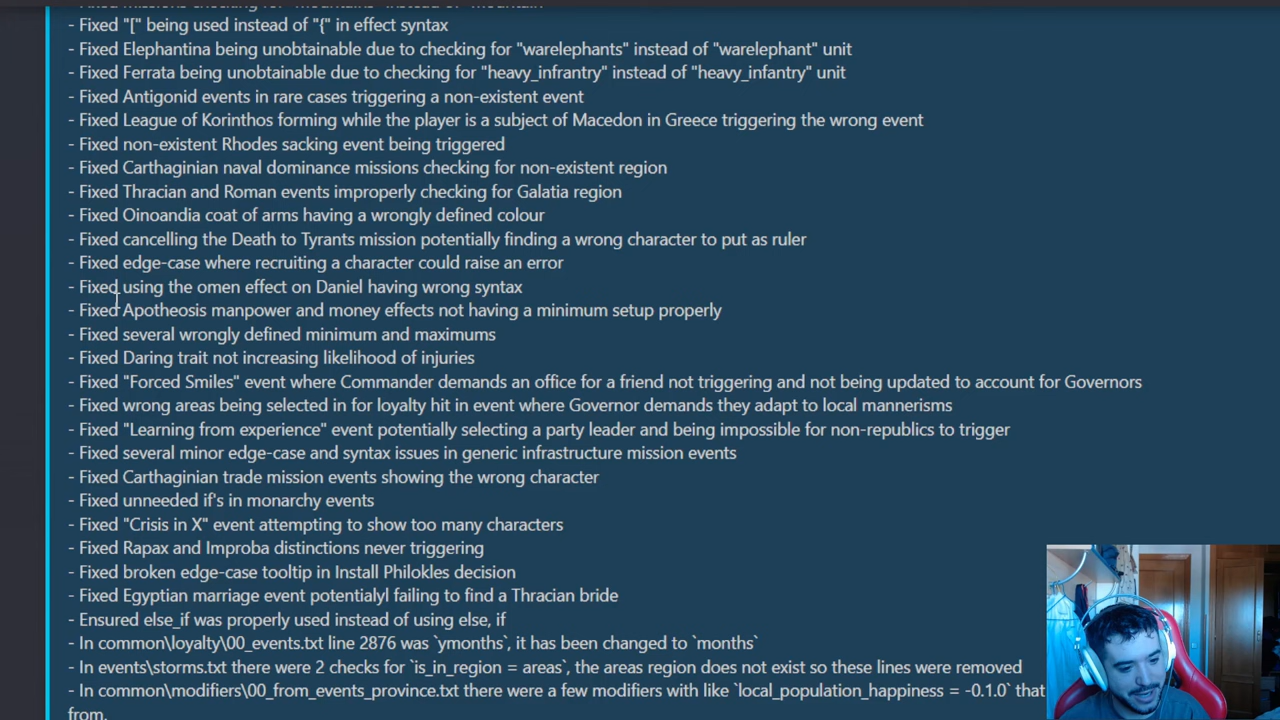 - Fixed missions checking for "mountains" instead of "mountain"
- Fixed "[" being used instead of "{" in effect syntax
- Fixed Elephantina being unobtainable due to checking for "warelephants" instead of "warelephant" unit
- Fixed Ferrata being unobtainable due to checking for "heavy_infrantry" instead of "heavy_infantry" unit
- Fixed Antigonid events in rare cases triggering a non-existent event
- Fixed League of Korinthos forming while the player is a subject of Macedon in Greece triggering the wrong event
- Fixed non-existent Rhodes sacking event being triggered
- Fixed Carthaginian naval dominance missions checking for non-existent region
- Fixed Thracian and Roman events improperly checking for Galatia region
- Fixed Oinoandia coat of arms having a wrongly defined colour
- Fixed cancelling the Death to Tyrants mission potentially finding a wrong character to put as ruler
- Fixed edge-case where recruiting a character could raise an error
- Fixed using the omen effect on Daniel having wrong syntax
- Fixed Apotheosis manpower and money effects not having a minimum setup properly
- Fixed several wrongly defined minimum and maximums
- Fixed Daring trait not increasing likelihood of injuries
- Fixed "Forced Smiles" event where Commander demands an office for a friend not triggering and not being updated to account for Governors
- Fixed wrong areas being selected in for loyalty hit in event where Governor demands they adapt to local mannerisms
- Fixed "Learning from experience" event potentially selecting a party leader and being impossible for non-republics to trigger
- Fixed several minor edge-case and syntax issues in generic infrastructure mission events
- Fixed Carthaginian trade mission events showing the wrong character
- Fixed unneeded if's in monarchy events
- Fixed "Crisis in X" event attempting to show too many characters
- Fixed Rapax and Improba distinctions never triggering
- Fixed broken edge-case tooltip in Install Philokles decision
- Fixed Egyptian marriage event potentialyl failing to find a Thracian bride
- Ensured else_if was properly used instead of using else, if
- In common\loyalty\00_events.txt line 2876 was `ymonths`, it has been changed to `months`
- In events\storms.txt there were 2 checks for `is_in_region = areas`, the areas region does not exist so these lines were removed
- In common\modifiers\00_from_events_province.txt there were a few modifiers with like `local_population_happiness = -0.1.0` that
from.